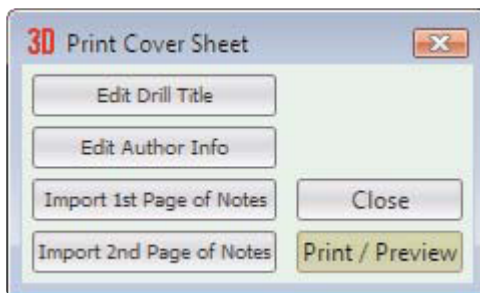 3D Print Cover Sheet
Edit Drill Title
Edit Author Info
Import 1st Page of Notes Close
Import 2nd Page of Notes Print / Preview